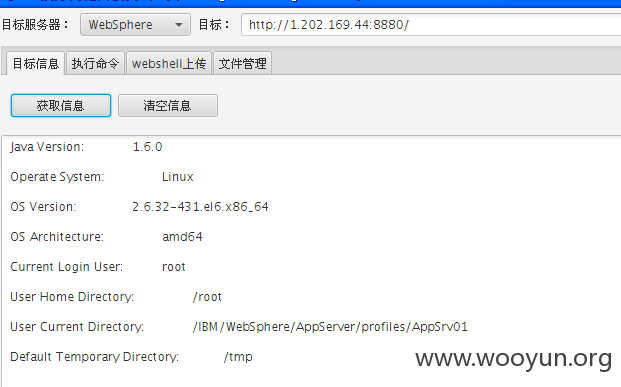 目标服务器： WebSphere 目标： http://1.202.169.44:8880/
目标信息 执行命令 webshell上传 文件管理
获取信息 清空信息
Java Version: 1.6.0
Operate System: Linux
OS Version: 2.6.32-431.el6.x86_64
OS Architecture: amd64
Current Login User: root
User Home Directory: /root
User Current Directory: /IBM/WebSphere/AppServer/profiles/AppSrv01
Default Temporary Directory: /tmp
www.wooyun.org